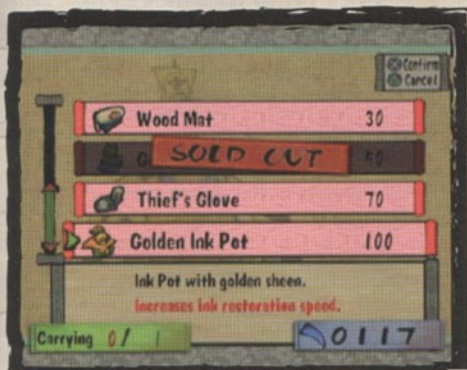 Confirm
Cancel
Wood Mat 30
SOLD OUT
Thief's Glove 70
Golden Ink Pot 100
Ink Pot with golden sheen.
Increases ink restoration speed.
Carrying 0/ 1
0117